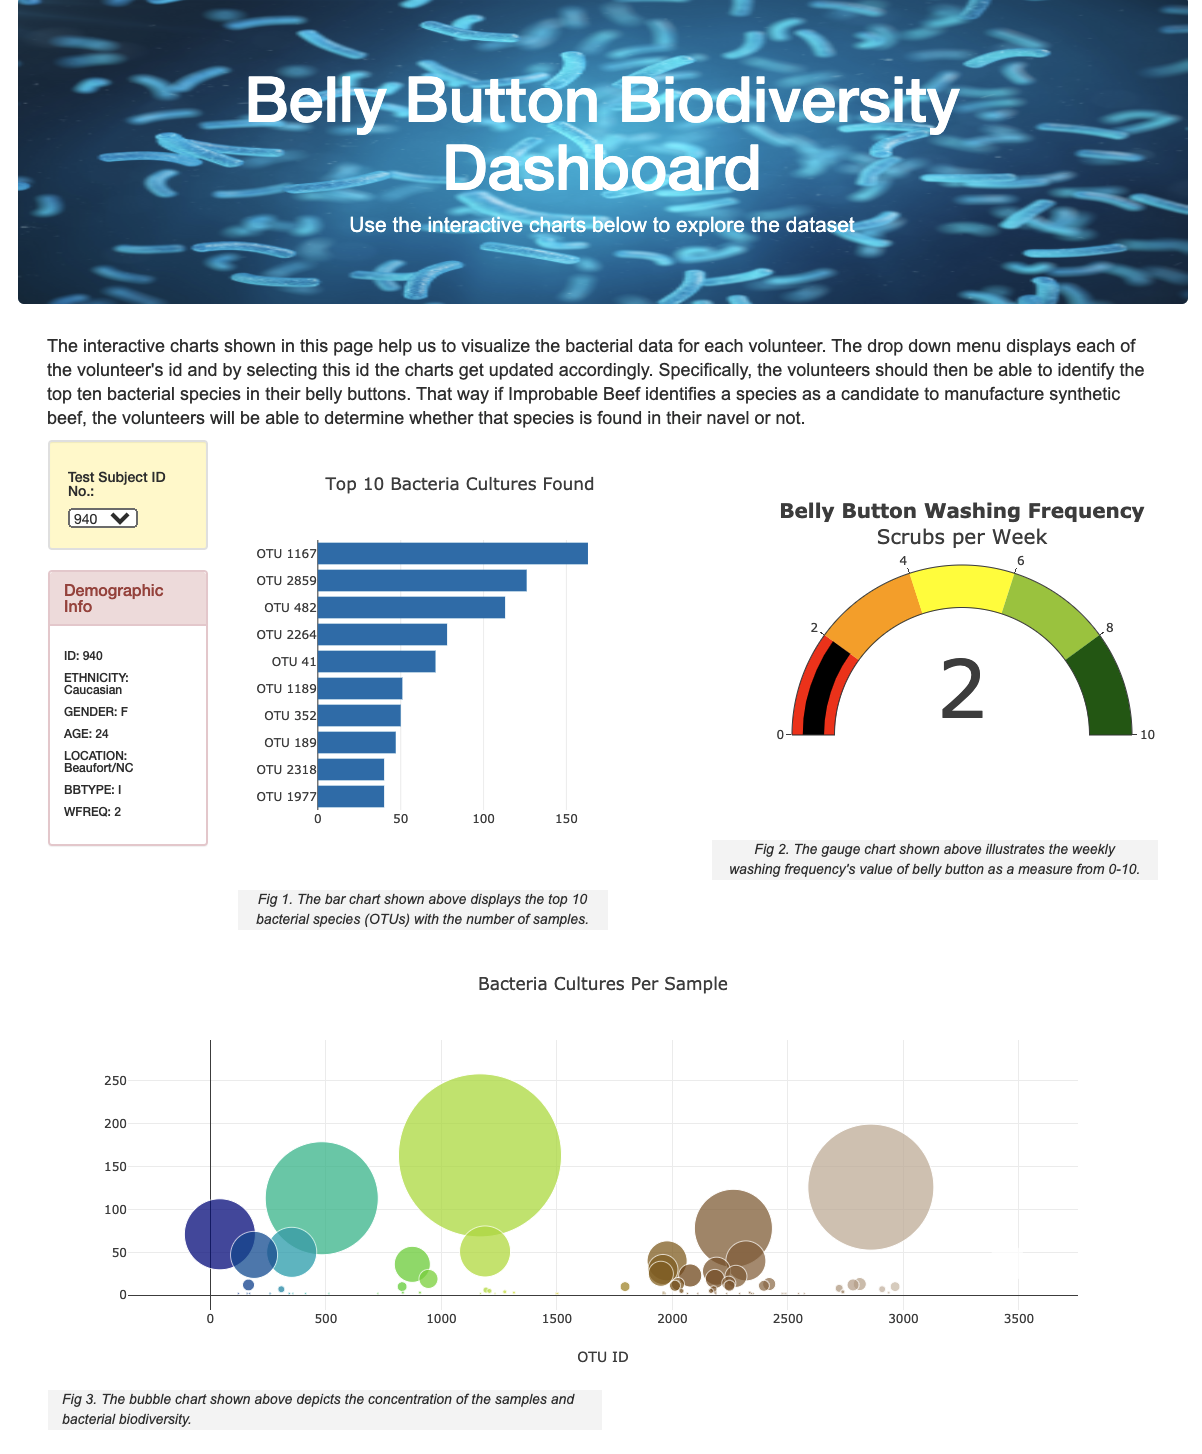 Belly Button Biodiversity
Dashboard
Use the interactive charts below to explore the dataset
The interactive charts shown in this page help us to visualize the bacterial data for each volunteer. The drop down menu displays each of
the volunteer's id and by selecting this id the charts get updated accordingly. Specifically, the volunteers should then be able to identify the
top ten bacterial species in their belly buttons. That way if Improbable Beef identifies a species as a candidate to manufacture synthetic
beef, the volunteers will be able to determine whether that species is found in their navel or not.
Test Subject ID
No.:
940
Demographic
Info
ID: 940
ETHNICITY:
Caucasian
GENDER: F
AGE: 24
LOCATION:
Beaufort/NC
BBTYPE: I
WFREQ: 2
Top 10 Bacteria Cultures Found
OTU 1167
OTU 2859
OTU 482
OTU 2264
OTU 41
OTU 1189
OTU 352
OTU 189
OTU 2318
OTU 1977
0 50 100 150
Fig 1. The bar chart shown above displays the top 10
bacterial species (OTUs) with the number of samples.
Belly Button Washing Frequency
Scrubs per Week
4 6
2 8
2
0 10
Fig 2. The gauge chart shown above illustrates the weekly
washing frequency's value of belly button as a measure from 0-10.
Bacteria Cultures Per Sample
250
200
150
100
50
0
0 500 1000 1500 2000 2500 3000 3500
OTU ID
Fig 3. The bubble chart shown above depicts the concentration of the samples and
bacterial biodiversity.